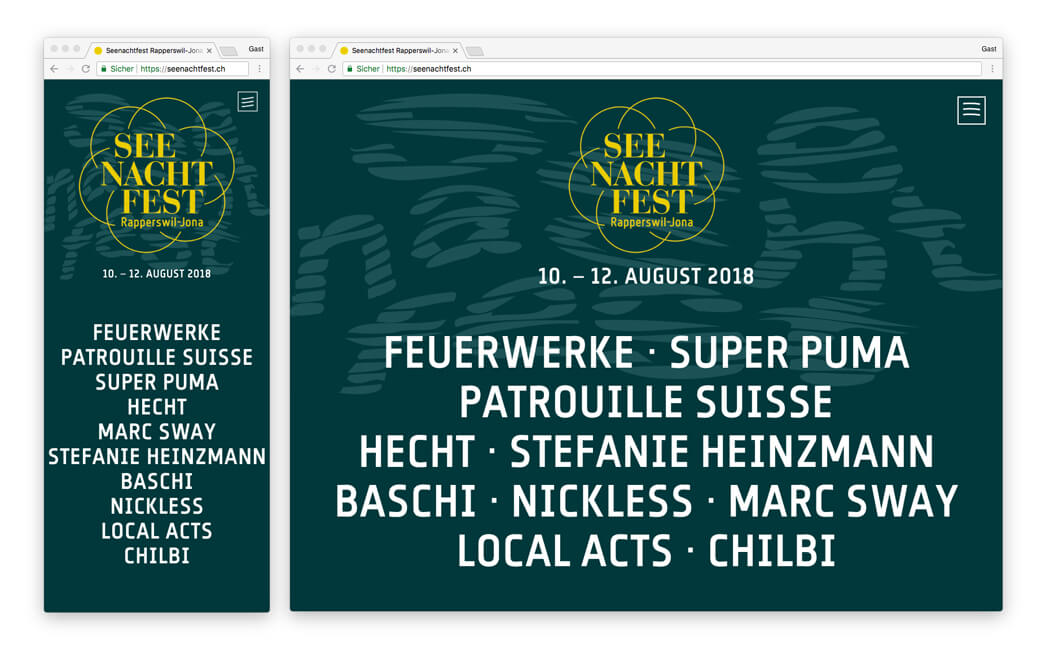 Seenachtfest Rapperswil-Jona
Gast
Sicher | https://seenachtfest.ch
SEE
NACHT
FEST
Rapperswil-Jona
10. – 12. AUGUST 2018
FEUERWERKE
PATROUILLE SUISSE
SUPER PUMA
HECHT
MARC SWAY
STEFANIE HEINZMANN
BASCHI
NICKLESS
LOCAL ACTS
CHILBI
Seenachtfest Rapperswil-Jona
Gast
Sicher | https://seenachtfest.ch
SEE
NACHT
FEST
Rapperswil-Jona
10. – 12. AUGUST 2018
FEUERWERKE · SUPER PUMA
PATROUILLE SUISSE
HECHT · STEFANIE HEINZMANN
BASCHI · NICKLESS · MARC SWAY
LOCAL ACTS · CHILBI